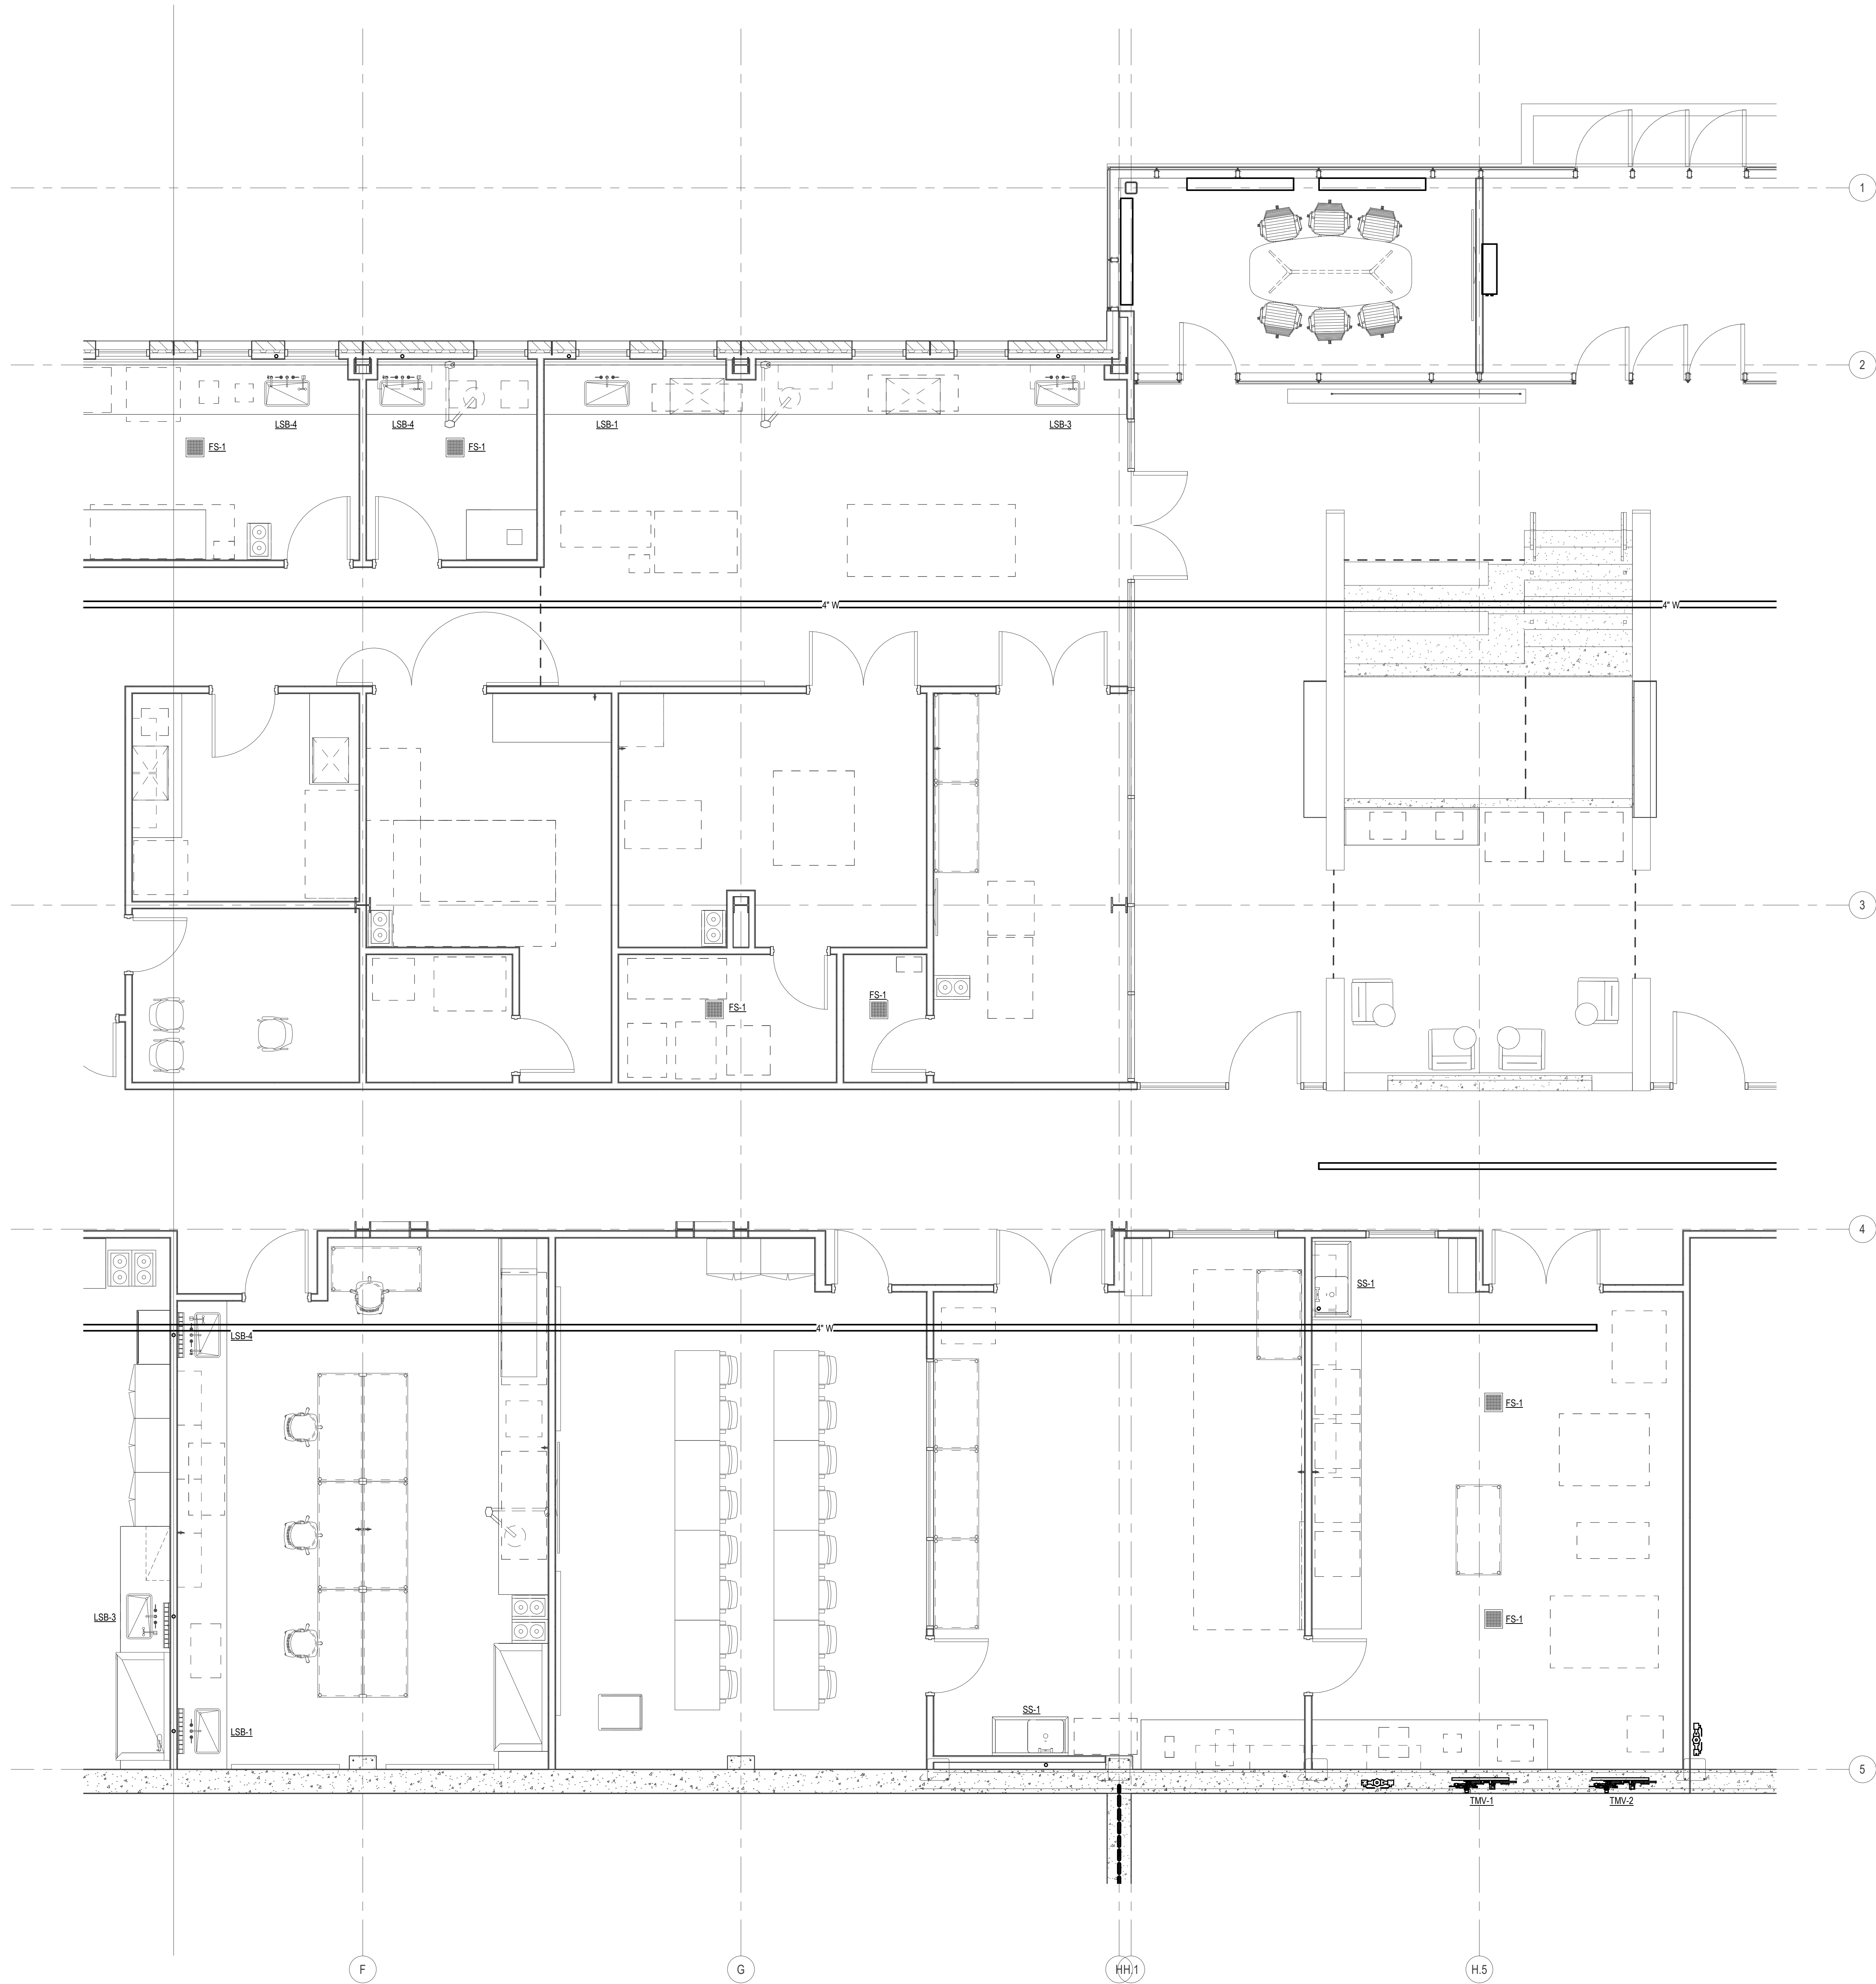 1
2
LSB-4
LSB-4
LSB-1
LSB-3
FS-1
FS-1
4" W
4" W
3
FS-1
FS-1
4
SS-1
4" W
LSB-4
FS-1
LSB-3
FS-1
SS-1
LSB-1
5
TMV-1
TMV-2
F
G
H
H.1
H.5